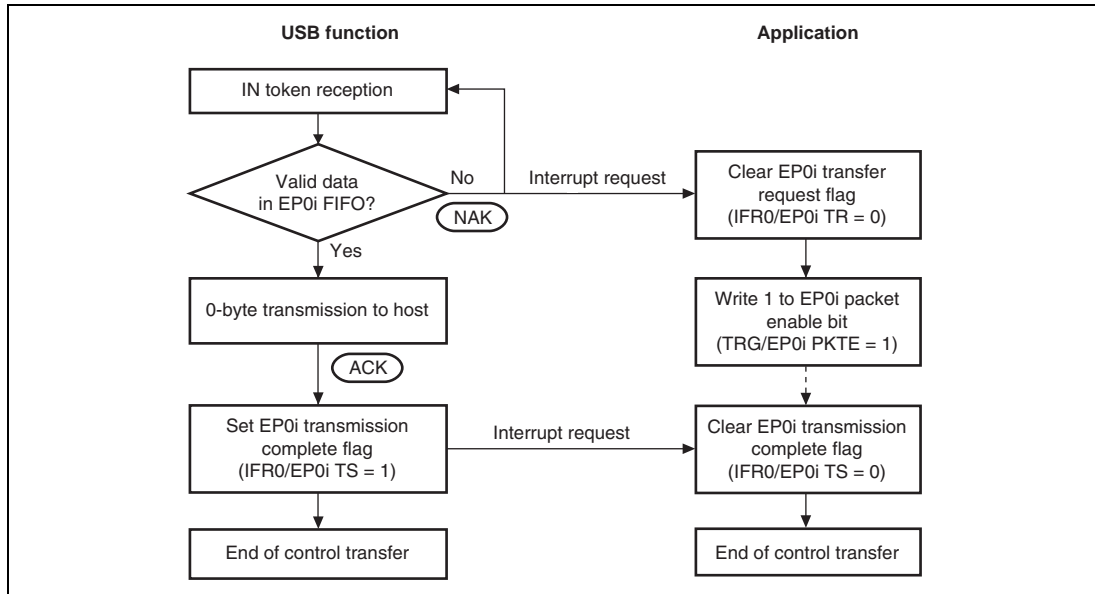 USB function
Application
IN token reception
Valid data
in EP0i FIFO?
No
NAK
Interrupt request
Clear EP0i transfer
request flag
(IFR0/EP0i TR = 0)
Yes
0-byte transmission to host
Write 1 to EP0i packet
enable bit
(TRG/EP0i PKTE = 1)
ACK
Set EP0i transmission
complete flag
(IFR0/EP0i TS = 1)
Interrupt request
Clear EP0i transmission
complete flag
(IFR0/EP0i TS = 0)
End of control transfer
End of control transfer